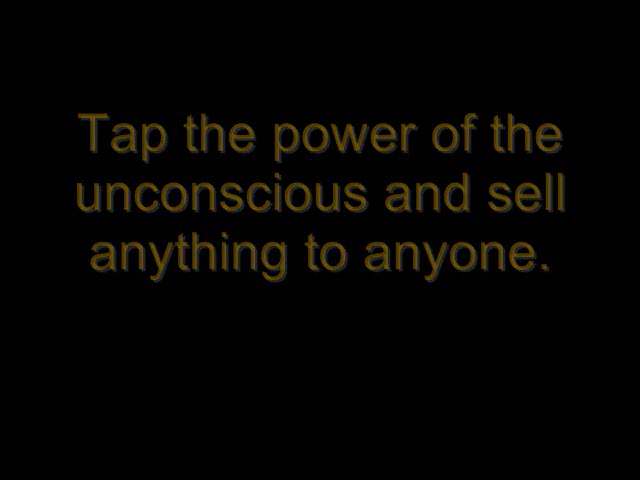 Tap the power of the
unconscious and sell
anything to anyone.